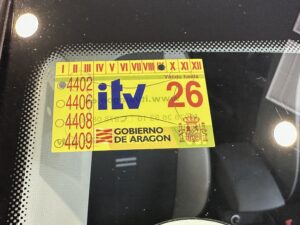 I II III IV V VI VII VIII X XI XII
Válido hasta
4402
4406
4408
4409
itv 26
GOBIERNO
DE ARAGON